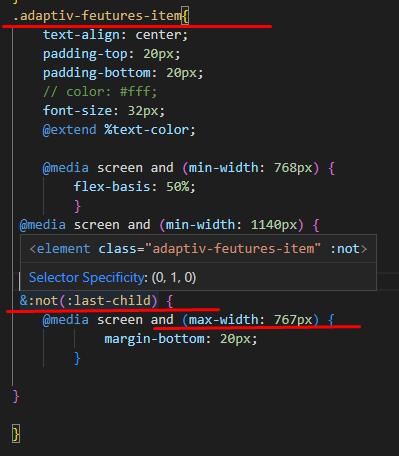 }
.adaptiv-feutures-item{
text-align: center;
padding-top: 20px;
padding-bottom: 20px;
// color: #fff;
font-size: 32px;
@extend %text-color;
@media screen and (min-width: 768px) {
flex-basis: 50%;
}
@media screen and (min-width: 1140px) {
<element class="adaptiv-feutures-item" :not>
Selector Specificity: (0, 1, 0)
&:not(:last-child) {
@media screen and (max-width: 767px) {
margin-bottom: 20px;
}
}
}